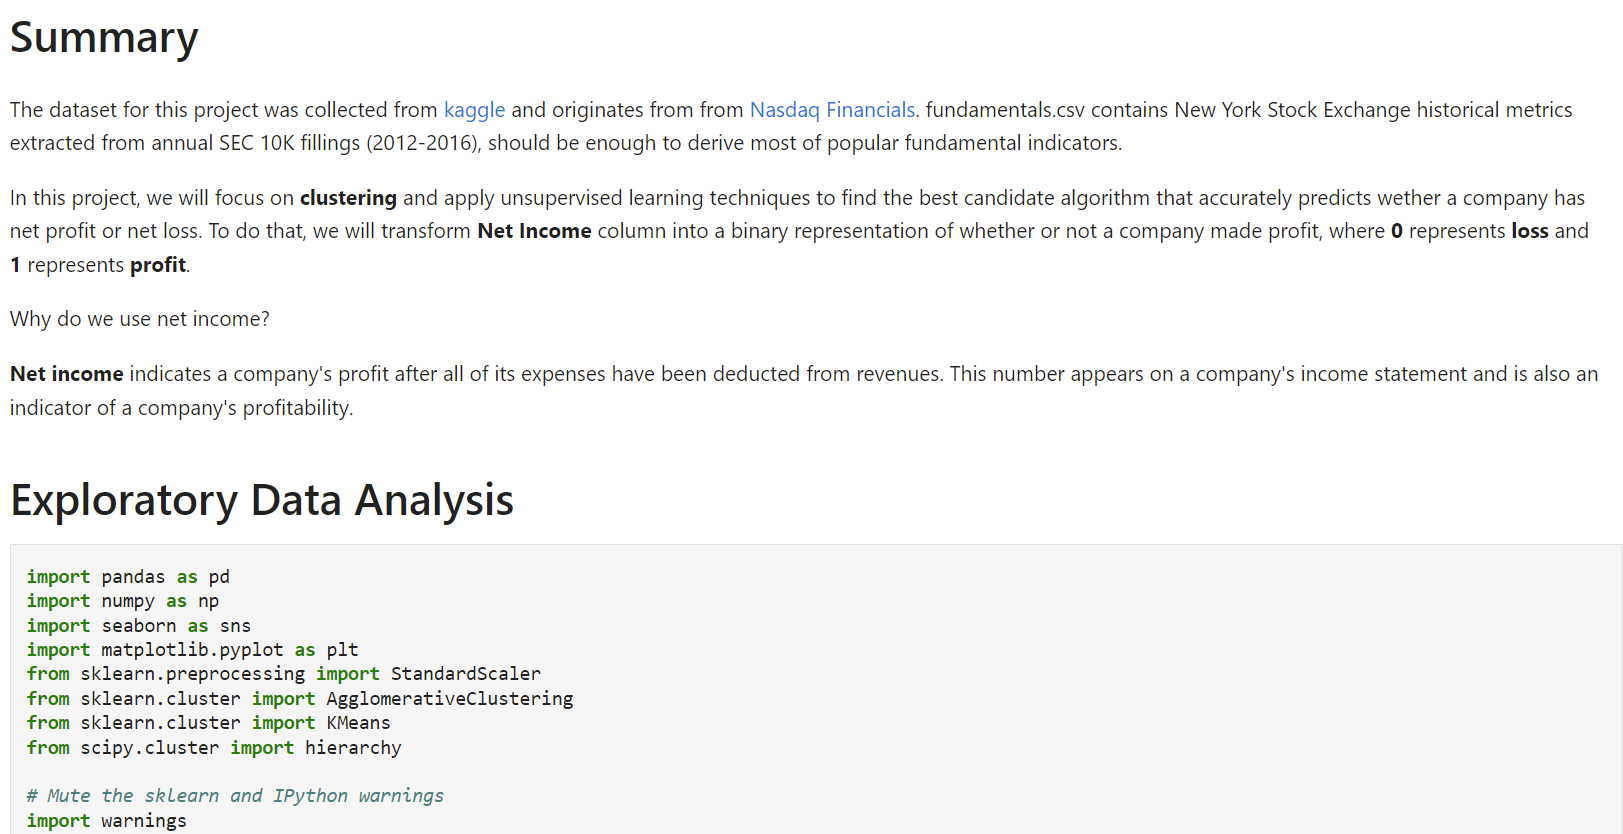 Summary
The dataset for this project was collected from kaggle and originates from from Nasdaq Financials. fundamentals.csv contains New York Stock Exchange historical metrics
extracted from annual SEC 10K fillings (2012-2016), should be enough to derive most of popular fundamental indicators.
In this project, we will focus on clustering and apply unsupervised learning techniques to find the best candidate algorithm that accurately predicts wether a company has
net profit or net loss. To do that, we will transform Net Income column into a binary representation of whether or not a company made profit, where 0 represents loss and
1 represents profit.
Why do we use net income?
Net income indicates a company's profit after all of its expenses have been deducted from revenues. This number appears on a company's income statement and is also an
indicator of a company's profitability.
Exploratory Data Analysis
import pandas as pd
import numpy as np
import seaborn as sns
import matplotlib.pyplot as plt
from sklearn.preprocessing import StandardScaler
from sklearn.cluster import AgglomerativeClustering
from sklearn.cluster import KMeans
from scipy.cluster import hierarchy
# Mute the sklearn and IPython warnings
import warnings